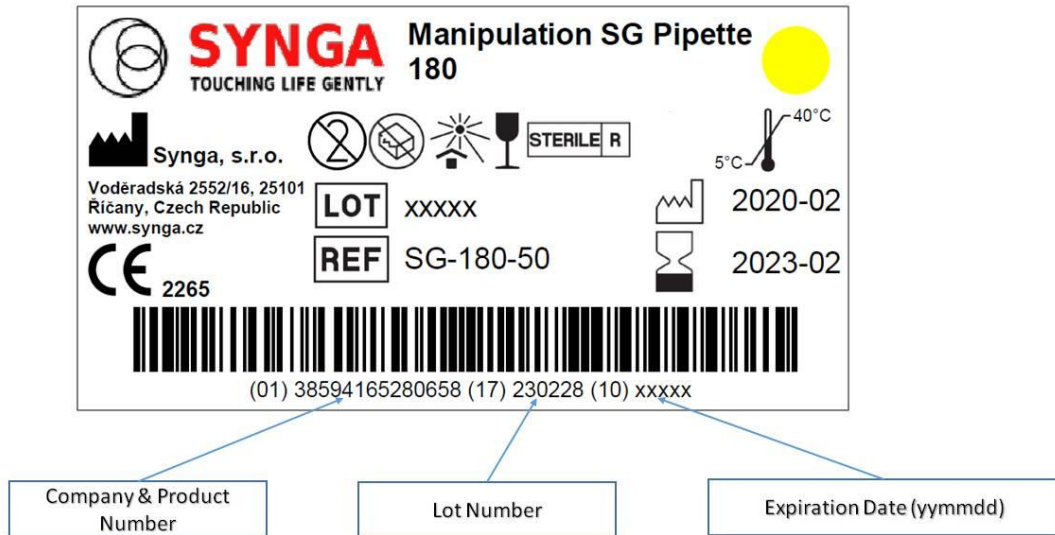 SYNGA
TOUCHING LIFE GENTLY
Manipulation SG Pipette
180
Synga, s.r.o.
Voděradská 2552/16, 25101
Říčany, Czech Republic
www.synga.cz
CE 2265
2
STERILE R
40°C
5°C
LOT xxxxx
REF SG-180-50
2020-02
2023-02
(01) 38594165280658 (17) 230228 (10) xxxxx
Company & Product
Number
Lot Number
Expiration Date (yymmdd)